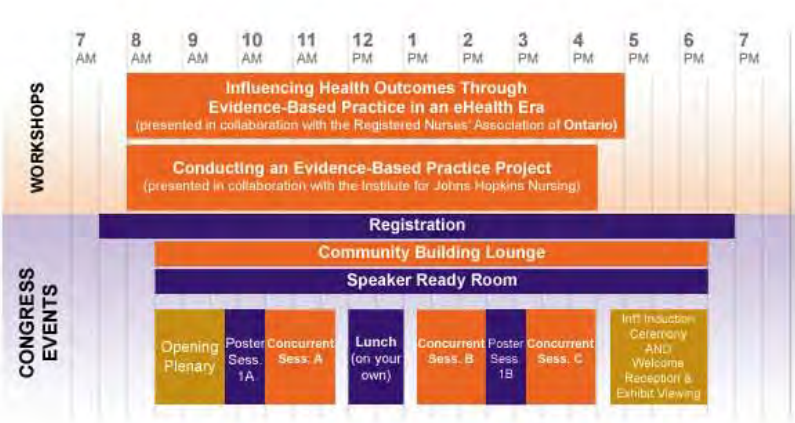 7 8 9 10 11 12 1 2 3 4 5 6 7
AM AM AM AM AM PM PM PM PM PM PM PM PM
WORKSHOPS
Influencing Health Outcomes Through
Evidence-Based Practice in an eHealth Era
(presented in collaboration with the Registered Nurses' Association of Ontario)
Conducting an Evidence-Based Practice Project
(presented in collaboration with the Institute for Johns Hopkins Nursing)
CONGRESS
EVENTS
Registration
Community Building Lounge
Speaker Ready Room
Opening
Plenary
Poster
Sess.
1A
Concurrent
Sess. A
Lunch
(on your
own)
Concurrent
Sess. B
Poster
Sess
1B
Concurrent
Sess. C
Int'l Induction
Ceremony
AND
Welcome
Reception &
Exhibit Viewing